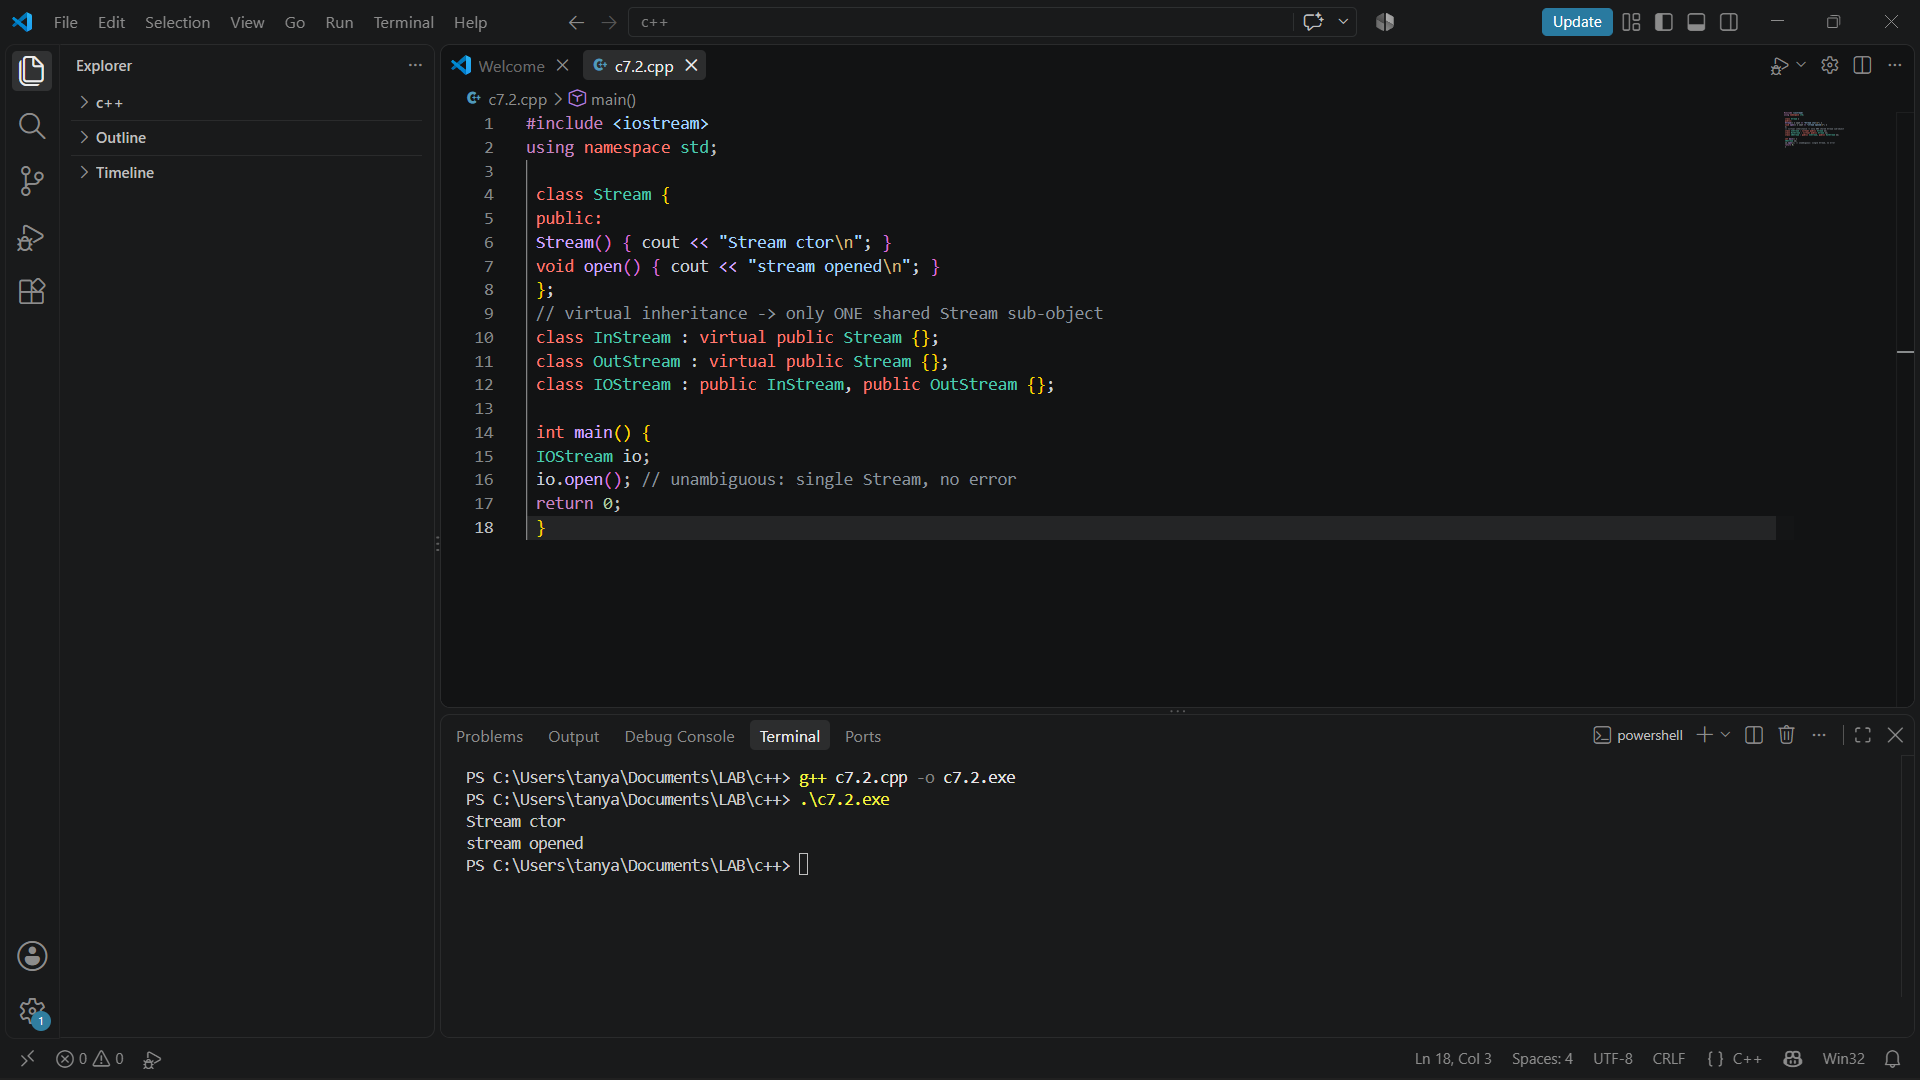 File Edit Selection View Go Run Terminal Help
c++
Update
Explorer
c++
Outline
Timeline
Welcome
c7.2.cpp
c7.2.cpp > main()
1 #include <iostream>
2 using namespace std;
3
4 class Stream {
5 public:
6 Stream() { cout << "Stream ctor\n"; }
7 void open() { cout << "stream opened\n"; }
8 };
9 // virtual inheritance -> only ONE shared Stream sub-object
10 class InStream : virtual public Stream {};
11 class OutStream : virtual public Stream {};
12 class IOStream : public InStream, public OutStream {};
13
14 int main() {
15 IOStream io;
16 io.open(); // unambiguous: single Stream, no error
17 return 0;
18 }
Problems Output Debug Console Terminal Ports
powershell
PS C:\Users\tanya\Documents\LAB\c++> g++ c7.2.cpp -o c7.2.exe
PS C:\Users\tanya\Documents\LAB\c++> .\c7.2.exe
Stream ctor
stream opened
PS C:\Users\tanya\Documents\LAB\c++>
1
0 0
Ln 18, Col 3 Spaces: 4 UTF-8 CRLF {} C++ Win32